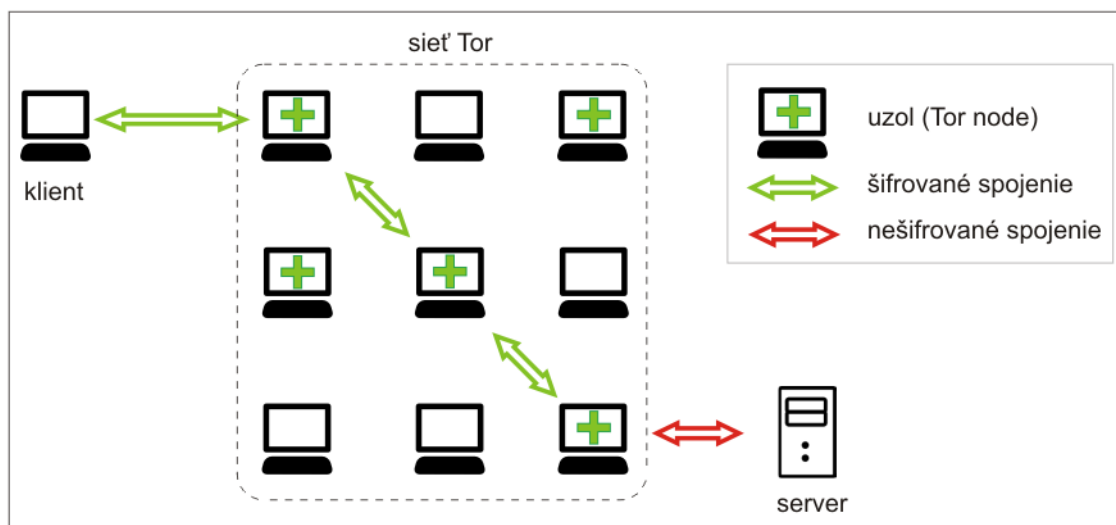 sieť Tor
klient
uzol (Tor node)
šifrované spojenie
nešifrované spojenie
server